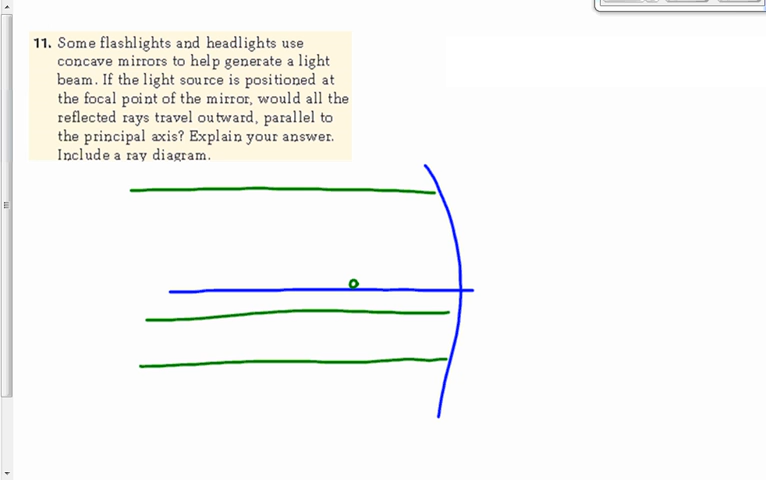 11. Some flashlights and headlights use
concave mirrors to help generate a light
beam. If the light source is positioned at
the focal point of the mirror, would all the
reflected rays travel outward, parallel to
the principal axis? Explain your answer.
Include a ray diagram.